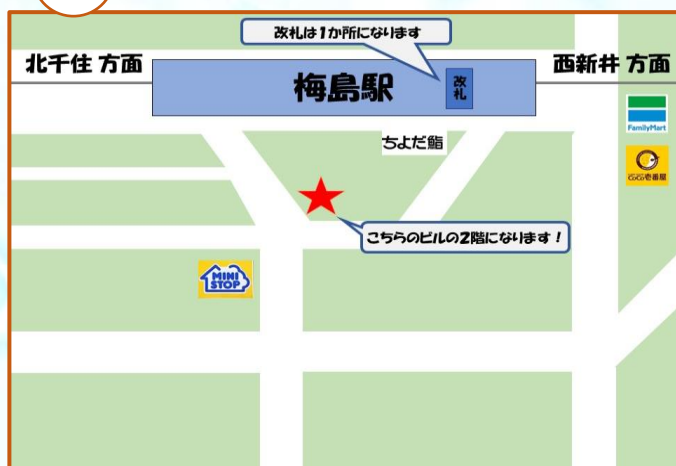 改札は1か所になります
北千住 方面
梅島駅
改札
西新井 方面
FamilyMart
ちよだ鮨
CoCo壱番屋
こちらのビルの2階になります！
MINI
STOP